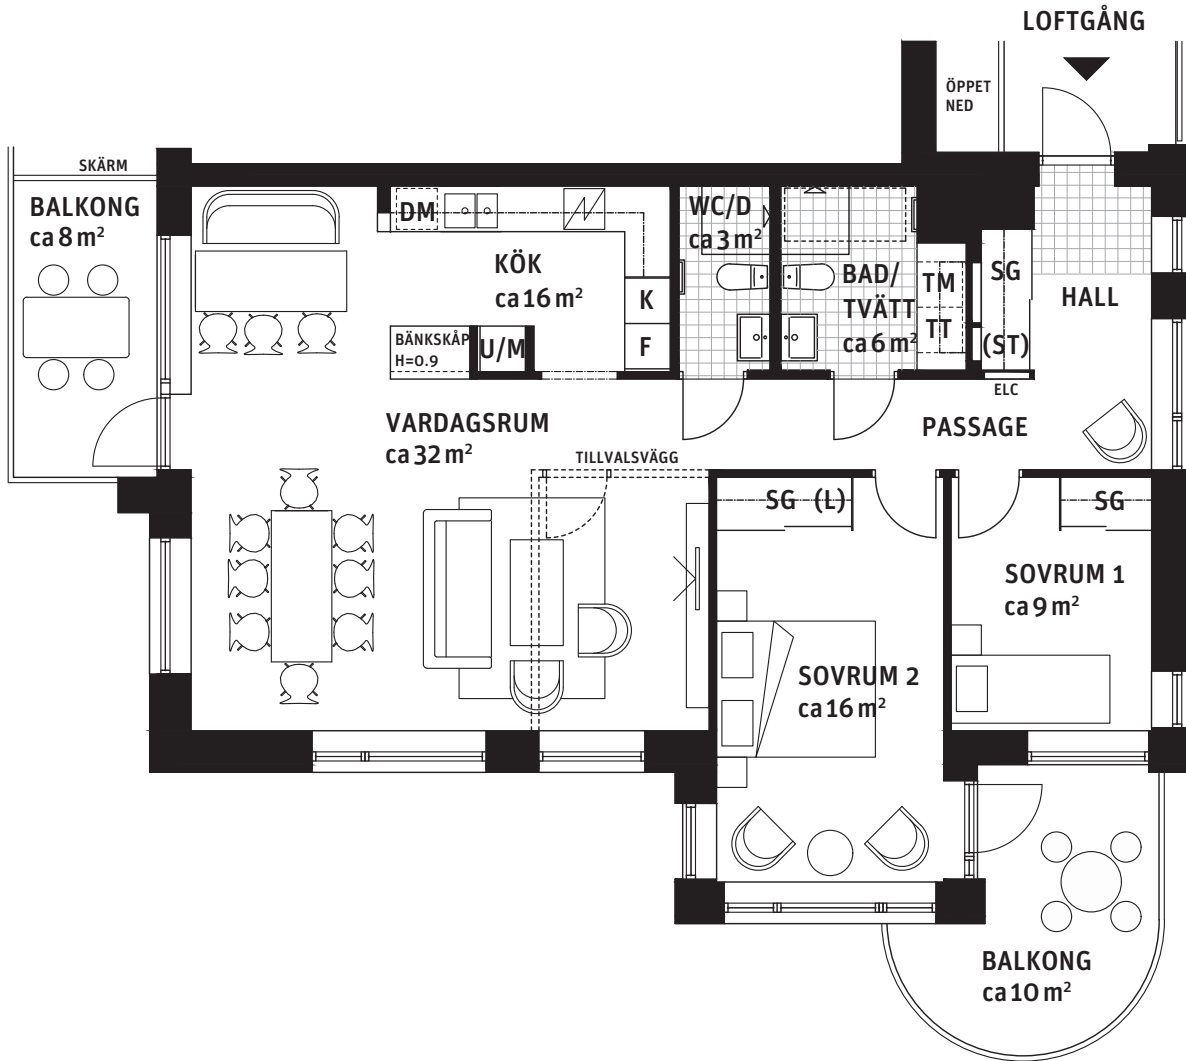 LOFTGÅNG
ÖPPET
NED
SKÄRM
BALKONG
ca 8 m²
DM
WC/D
ca 3 m²
KÖK
ca 16 m²
K
F
BAD/
TVÄTT
ca 6 m²
TM
TT
SG
(ST)
HALL
BÄNKSKÅP
H=0.9
U/M
ELC
VARDAGSRUM
ca 32 m²
PASSAGE
TILLVALSVÄGG
SG (L)
SG
SOVRUM 1
ca 9 m²
SOVRUM 2
ca 16 m²
BALKONG
ca 10 m²